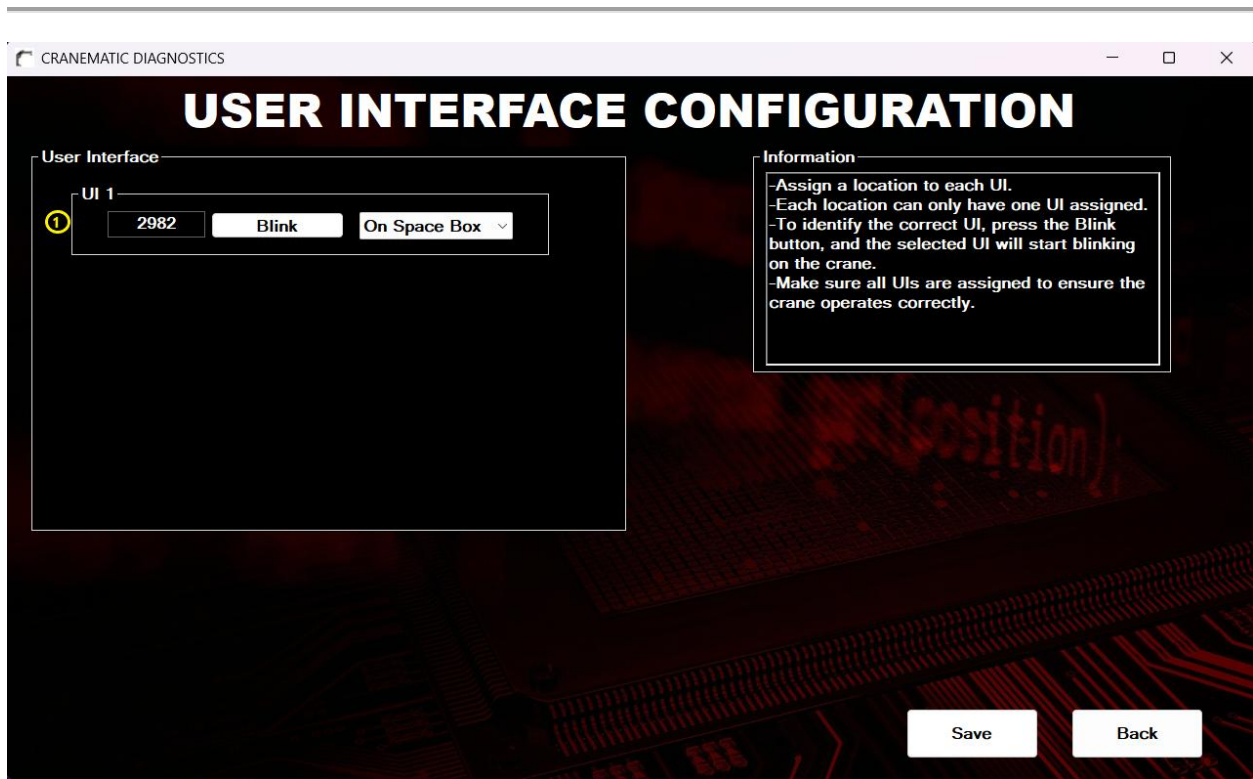 CRANEMATIC DIAGNOSTICS
USER INTERFACE CONFIGURATION
User Interface
UI 1
1
2982
Blink
On Space Box
Information
-Assign a location to each UI.
-Each location can only have one UI assigned.
-To identify the correct UI, press the Blink
button, and the selected UI will start blinking
on the crane.
-Make sure all UIs are assigned to ensure the
crane operates correctly.
(position);
Save
Back